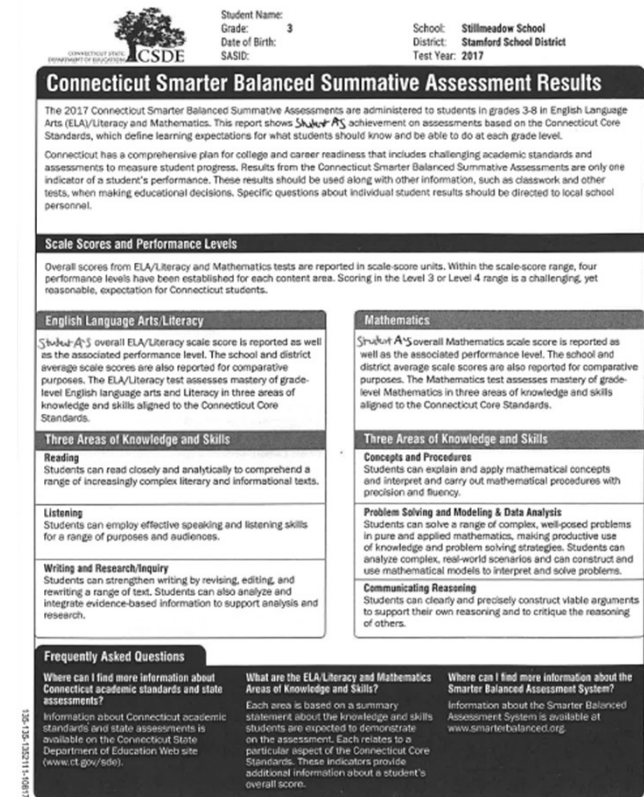 CONNECTICUT STATE
DEPARTMENT OF EDUCATION
CSDE
Student Name:
Grade: 3
Date of Birth:
SASID:
School: Stillmeadow School
District: Stamford School District
Test Year: 2017
Connecticut Smarter Balanced Summative Assessment Results
The 2017 Connecticut Smarter Balanced Summative Assessments are administered to students in grades 3-8 in English Language
Arts (ELA)/Literacy and Mathematics. This report shows Student A's achievement on assessments based on the Connecticut Core
Standards, which define learning expectations for what students should know and be able to do at each grade level.
Connecticut has a comprehensive plan for college and career readiness that includes challenging academic standards and
assessments to measure student progress. Results from the Connecticut Smarter Balanced Summative Assessments are only one
indicator of a student's performance. These results should be used along with other information, such as classwork and other
tests, when making educational decisions. Specific questions about individual student results should be directed to local school
personnel.
Scale Scores and Performance Levels
Overall scores from ELA/Literacy and Mathematics tests are reported in scale-score units. Within the scale-score range, four
performance levels have been established for each content area. Scoring in the Level 3 or Level 4 range is a challenging, yet
reasonable, expectation for Connecticut students.
English Language Arts/Literacy
Student A's overall ELA/Literacy scale score is reported as well
as the associated performance level. The school and district
average scale scores are also reported for comparative
purposes. The ELA/Literacy test assesses mastery of grade-
level English language arts and Literacy in three areas of
knowledge and skills aligned to the Connecticut Core
Standards.
Three Areas of Knowledge and Skills
Reading
Students can read closely and analytically to comprehend a
range of increasingly complex literary and informational texts.
Listening
Students can employ effective speaking and listening skills
for a range of purposes and audiences.
Writing and Research/Inquiry
Students can strengthen writing by revising, editing, and
rewriting a range of text. Students can also analyze and
integrate evidence-based information to support analysis and
research.
Mathematics
Student A's overall Mathematics scale score is reported as
well as the associated performance level. The school and
district average scale scores are also reported for comparative
purposes. The Mathematics test assesses mastery of grade-
level Mathematics in three areas of knowledge and skills
aligned to the Connecticut Core Standards.
Three Areas of Knowledge and Skills
Concepts and Procedures
Students can explain and apply mathematical concepts
and interpret and carry out mathematical procedures with
precision and fluency.
Problem Solving and Modeling & Data Analysis
Students can solve a range of complex, well-posed problems
in pure and applied mathematics, making productive use
of knowledge and problem solving strategies. Students can
analyze complex, real-world scenarios and can construct and
use mathematical models to interpret and solve problems.
Communicating Reasoning
Students can clearly and precisely construct viable arguments
to support their own reasoning and to critique the reasoning
of others.
Frequently Asked Questions
Where can I find more information about
Connecticut academic standards and state
assessments?
Information about Connecticut academic
standards and state assessments is
available on the Connecticut State
Department of Education Web site
(www.ct.gov/sde).
What are the ELA/Literacy and Mathematics
Areas of Knowledge and Skills?
Each area is based on a summary
statement about the knowledge and skills
students are expected to demonstrate
on the assessment. Each relates to a
particular aspect of the Connecticut Core
Standards. These indicators provide
additional information about a student's
overall score.
Where can I find more information about the
Smarter Balanced Assessment System?
Information about the Smarter Balanced
Assessment System is available at
www.smarterbalanced.org.